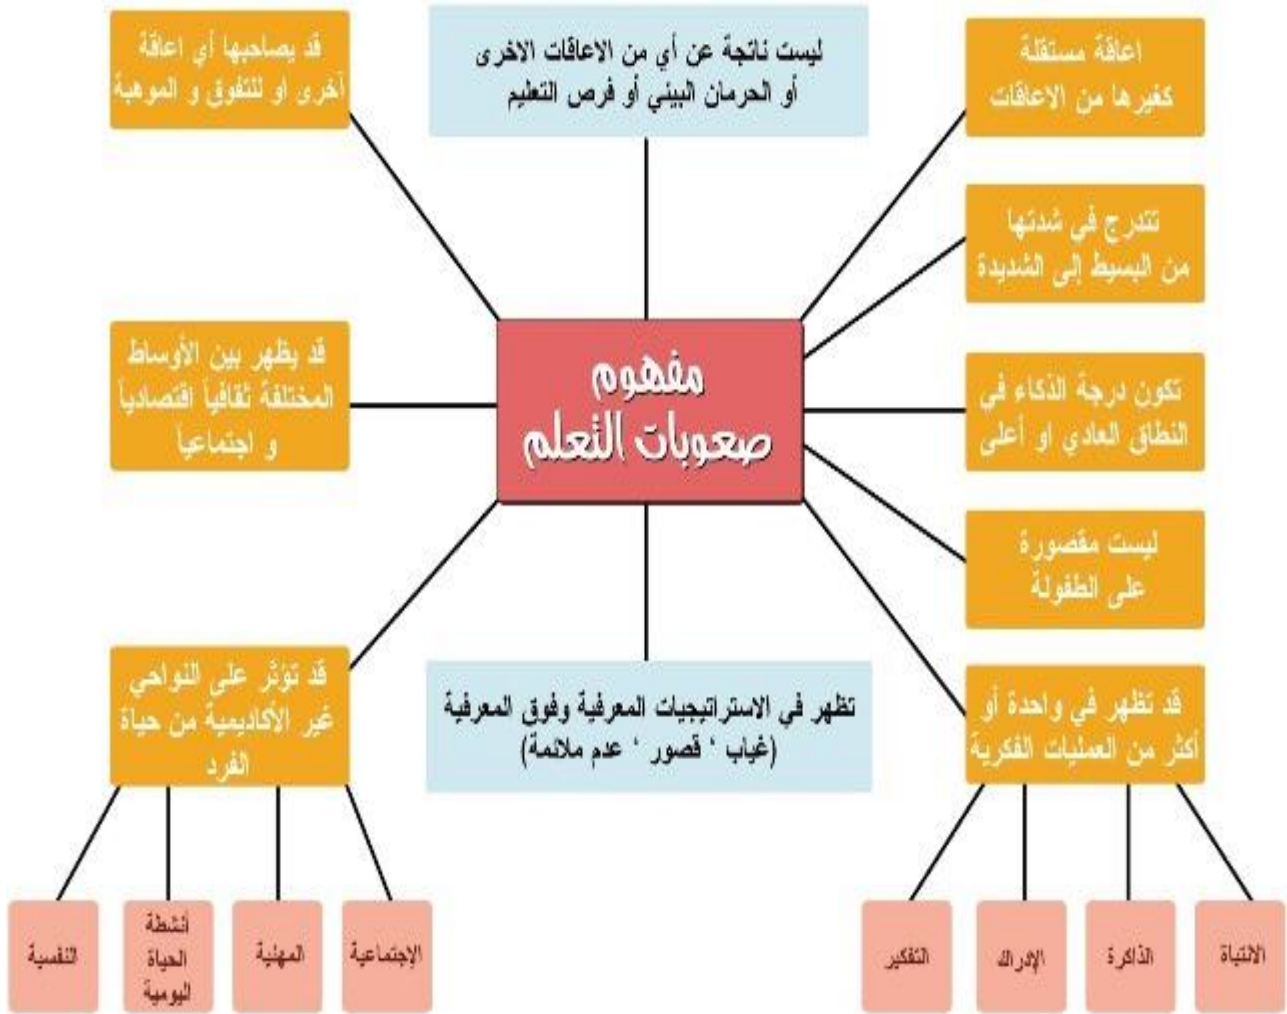 مفهوم
صعوبات التعلم
اعاقة مستقلة
كغيرها من الاعاقات
تتدرج في شدتها
من البسيط إلى الشديدة
تكون درجة الذكاء في
النطاق العادي او أعلى
ليست مقصورة
على الطفولة
قد تظهر في واحدة أو
أكثر من العمليات الفكرية
الانتباة
الذاكرة
الإدراك
التفكير
ليست ناتجة عن أي من الاعاقات الاخرى
أو الحرمان البيئي أو فرص التعليم
تظهر في الاستراتيجيات المعرفية وفوق المعرفية
(غياب ‘ قصور ‘ عدم ملائمة)
قد يصاحبها أي اعاقة
أخرى او للتفوق و الموهبة
قد يظهر بين الأوساط
المختلفة ثقافياً اقتصادياً
و اجتماعياً
قد تؤثر على النواحي
غير الأكاديمية من حياة
الفرد
الإجتماعية
المهنية
أنشطة
الحياة
اليومية
النفسية